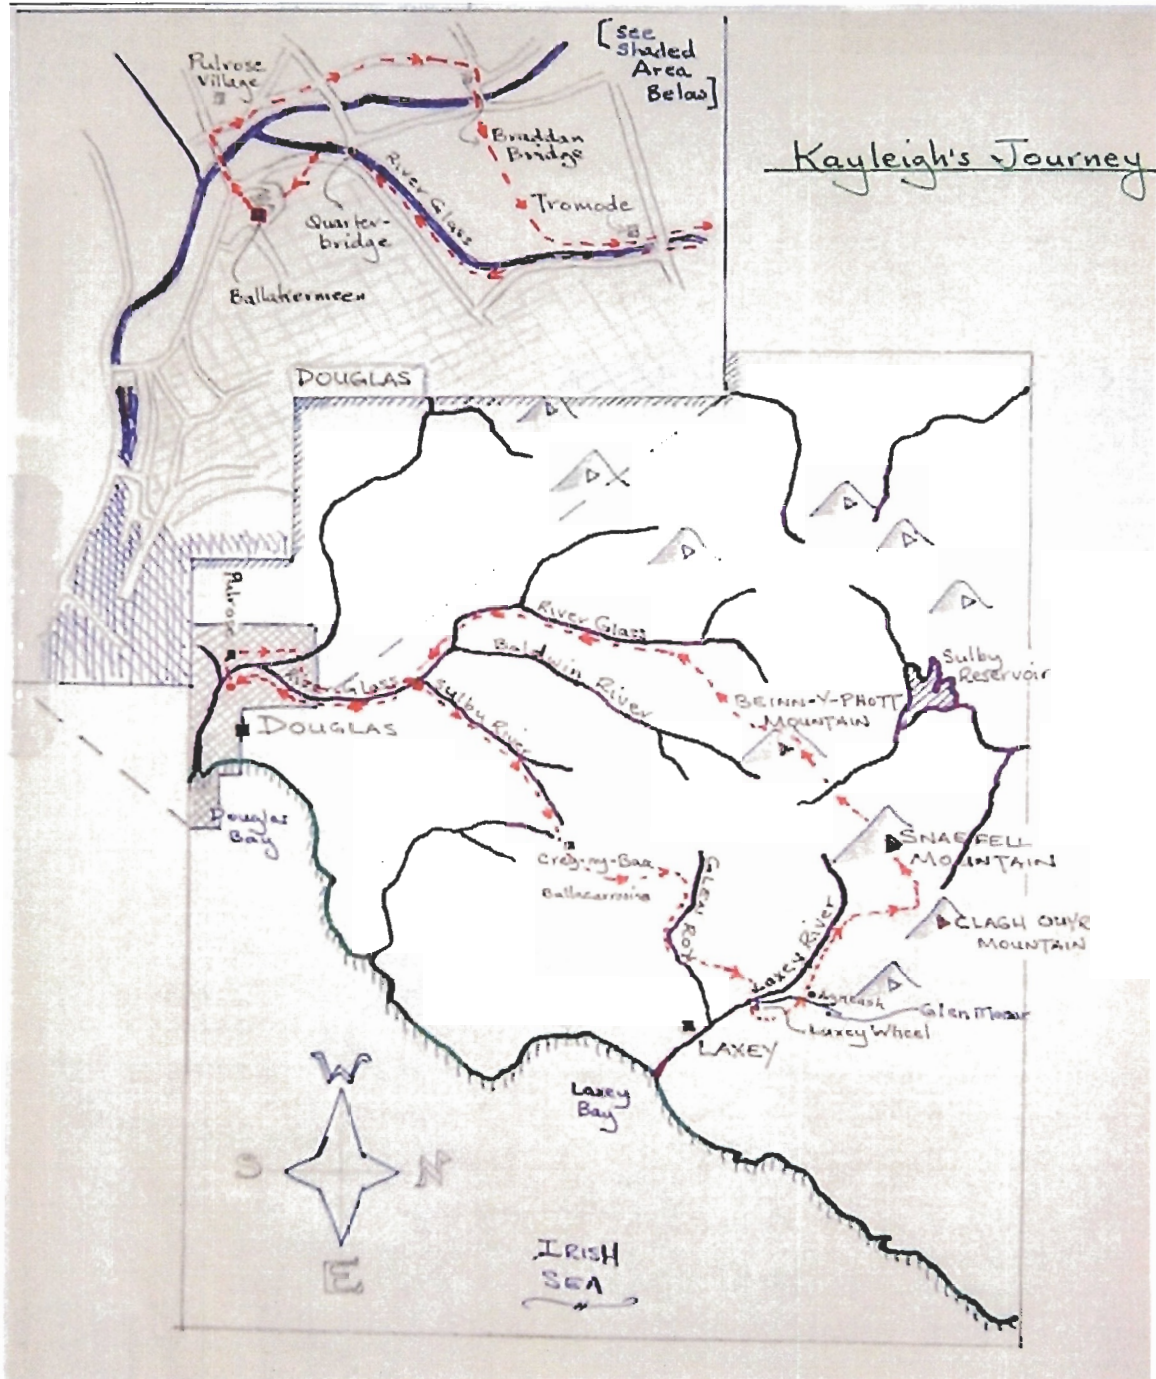 [See
Shaded
Area
Below]
Kayleigh's Journey
Pulrose
Village
Braddan
Bridge
River Glass
Tromode
Quarter-
bridge
Ballakermeen
DOUGLAS
Pulrose
River Glass
Baldwin River
Sulby
Reservoir
BEINN-Y-PHOTT
MOUNTAIN
River Glass
Sulby River
DOUGLAS
Douglas
Bay
SNAEFELL
MOUNTAIN
Creg-ny-Baa
GLEN ROY
Laxey River
CLAGH OUYR
MOUNTAIN
Agneash
Glen Mooar
Laxey Wheel
LAXEY
Laxey
Bay
W
S
N
E
IRISH
SEA